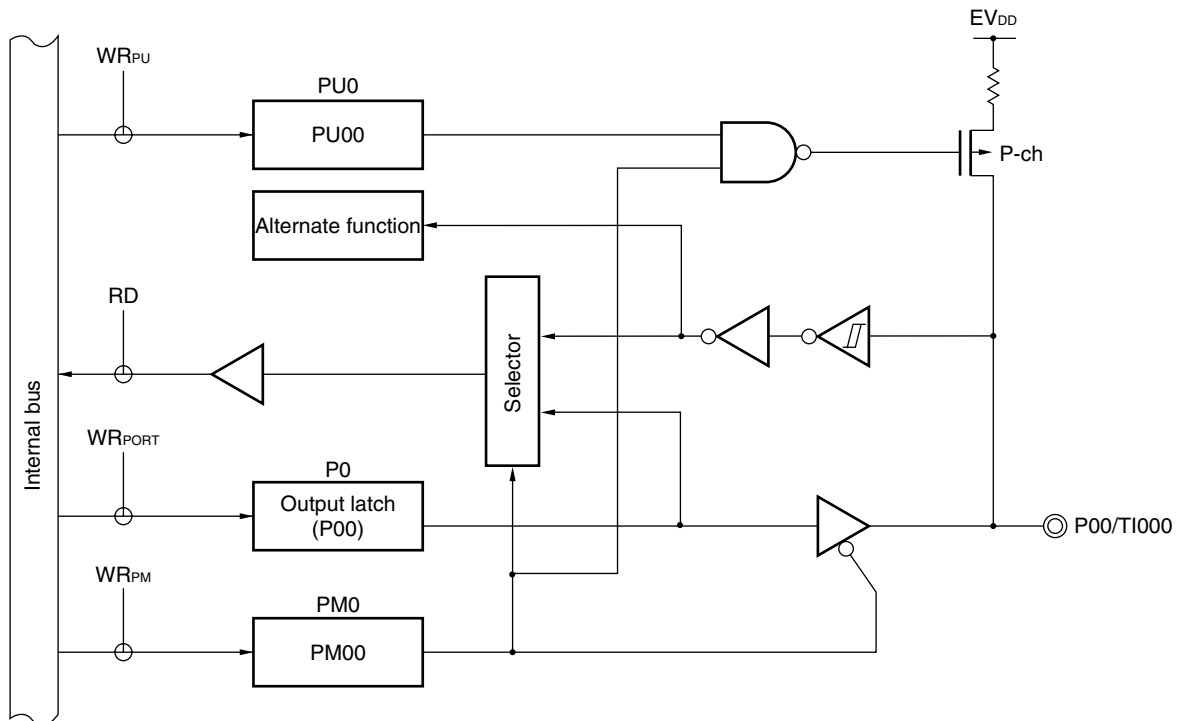 EVDD
WRPU
PU0
PU00
P-ch
Alternate function
RD
Selector
Internal bus
WRPORT
P0
Output latch
(P00)
P00/TI000
WRPM
PM0
PM00